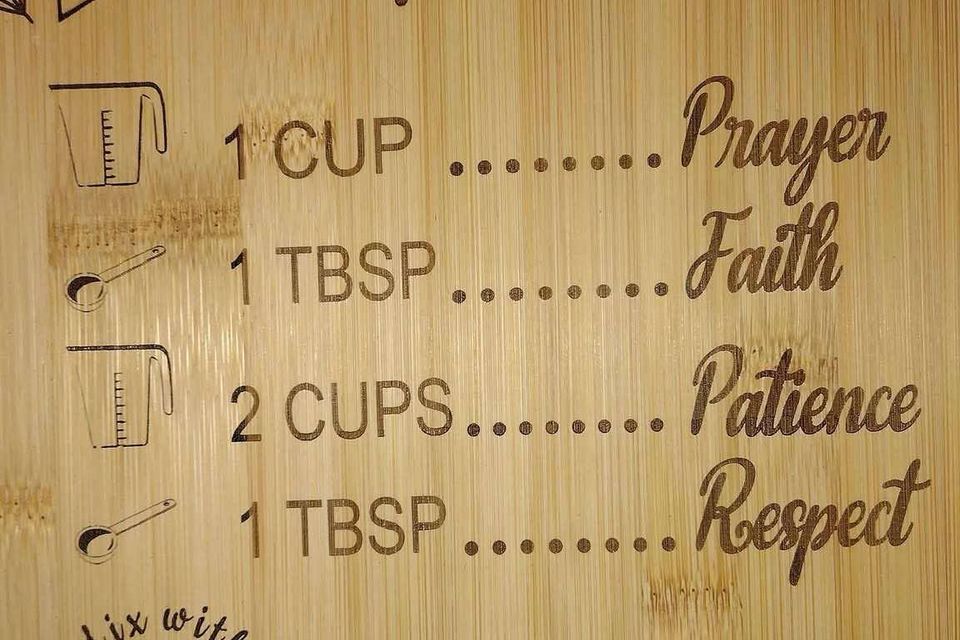 1 CUP ........ Prayer
1 TBSP ........ Faith
2 CUPS ........ Patience
1 TBSP ........ Respect